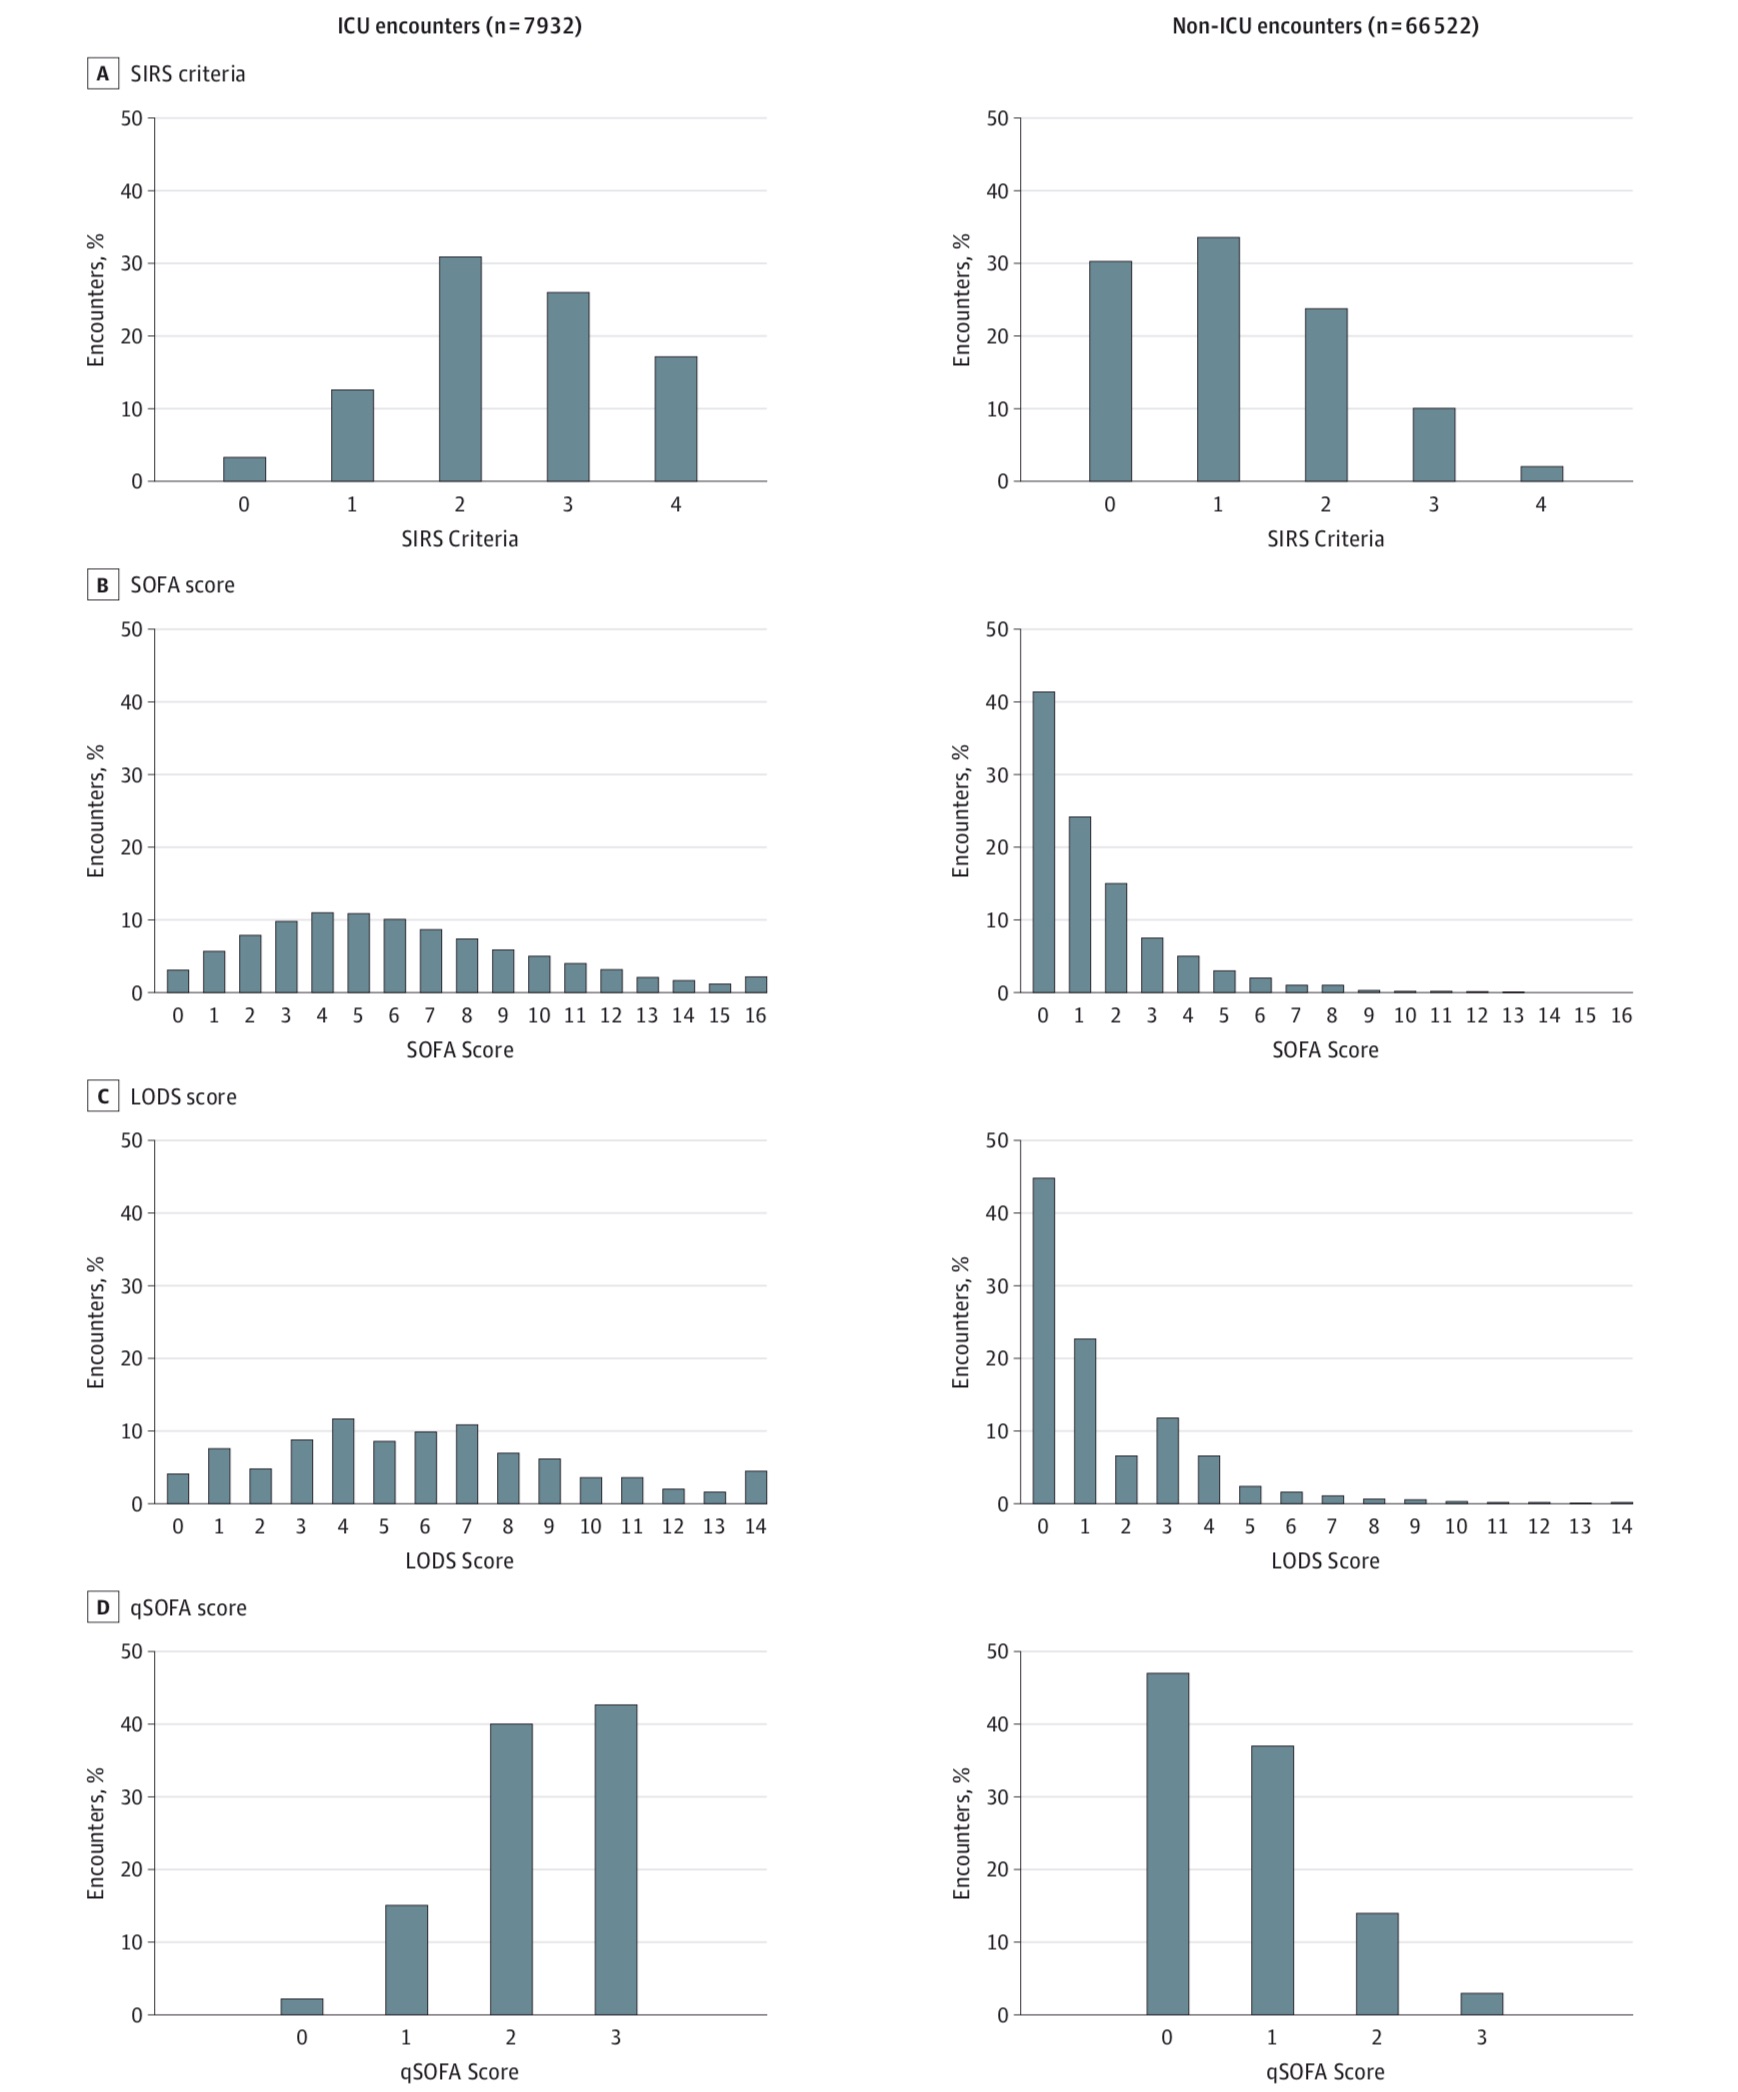 ICU encounters (n=7932)
Non-ICU encounters (n=66522)
A SIRS criteria
50
40
30
20
10
0
Encounters, %
0 1 2 3 4
SIRS Criteria
50
40
30
20
10
0
Encounters, %
0 1 2 3 4
SIRS Criteria
B SOFA score
50
40
30
20
10
0
Encounters, %
0 1 2 3 4 5 6 7 8 9 10 11 12 13 14 15 16
SOFA Score
50
40
30
20
10
0
Encounters, %
0 1 2 3 4 5 6 7 8 9 10 11 12 13 14 15 16
SOFA Score
C LODS score
50
40
30
20
10
0
Encounters, %
0 1 2 3 4 5 6 7 8 9 10 11 12 13 14
LODS Score
50
40
30
20
10
0
Encounters, %
0 1 2 3 4 5 6 7 8 9 10 11 12 13 14
LODS Score
D qSOFA score
50
40
30
20
10
0
Encounters, %
0 1 2 3
qSOFA Score
50
40
30
20
10
0
Encounters, %
0 1 2 3
qSOFA Score